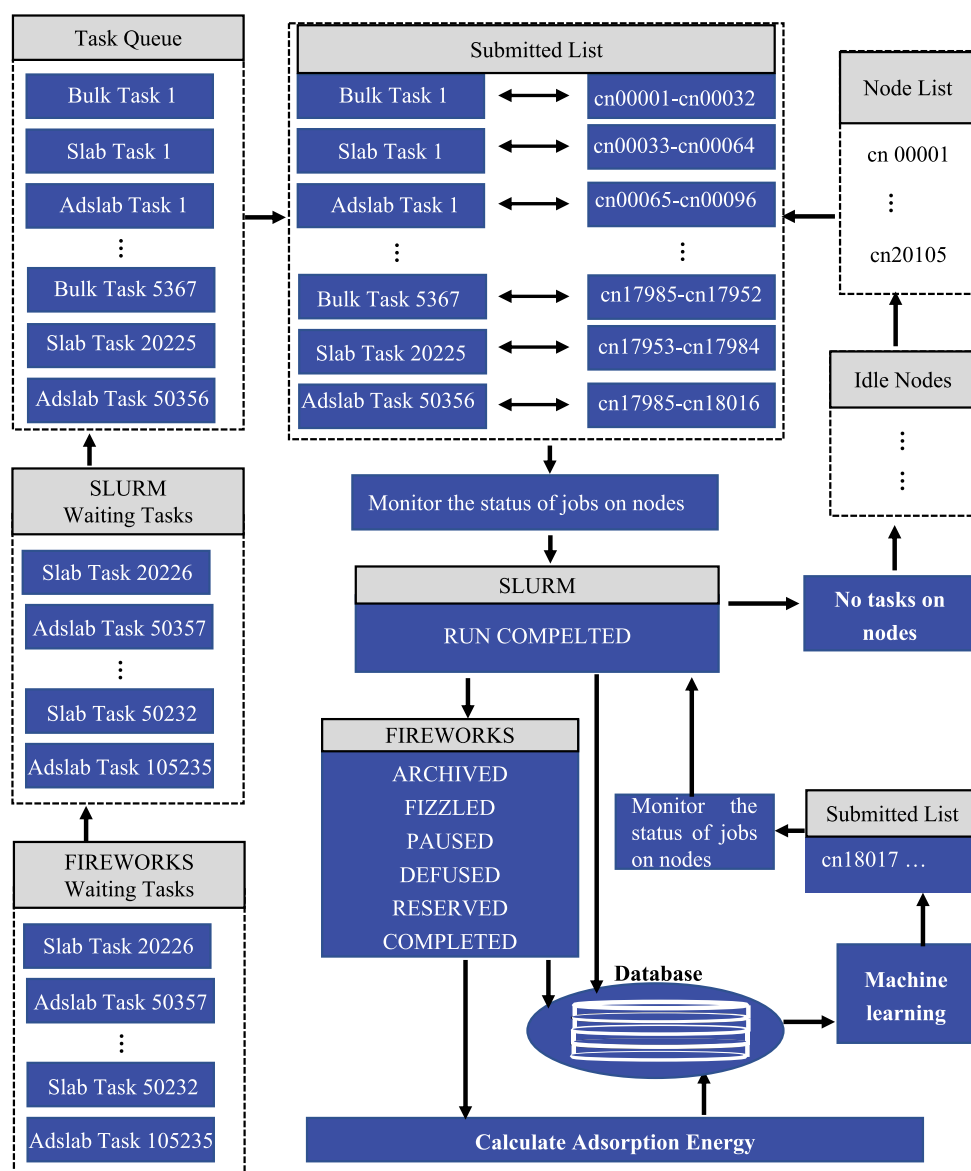 Task Queue
Bulk Task 1
Slab Task 1
Adslab Task 1
⋮
Bulk Task 5367
Slab Task 20225
Adslab Task 50356
SLURM
Waiting Tasks
Slab Task 20226
Adslab Task 50357
⋮
Slab Task 50232
Adslab Task 105235
FIREWORKS
Waiting Tasks
Slab Task 20226
Adslab Task 50357
⋮
Slab Task 50232
Adslab Task 105235
Submitted List
Bulk Task 1 cn00001-cn00032
Slab Task 1 cn00033-cn00064
Adslab Task 1 cn00065-cn00096
⋮ ⋮
Bulk Task 5367 cn17985-cn17952
Slab Task 20225 cn17953-cn17984
Adslab Task 50356 cn17985-cn18016
Monitor the status of jobs on nodes
SLURM
RUN COMPELTED
FIREWORKS
ARCHIVED
FIZZLED
PAUSED
DEFUSED
RESERVED
COMPLETED
Database
Calculate Adsorption Energy
Node List
cn 00001
⋮
cn20105
Idle Nodes
⋮
⋮
No tasks on
nodes
Monitor the
status of jobs
on nodes
Submitted List
cn18017 ...
Machine
learning